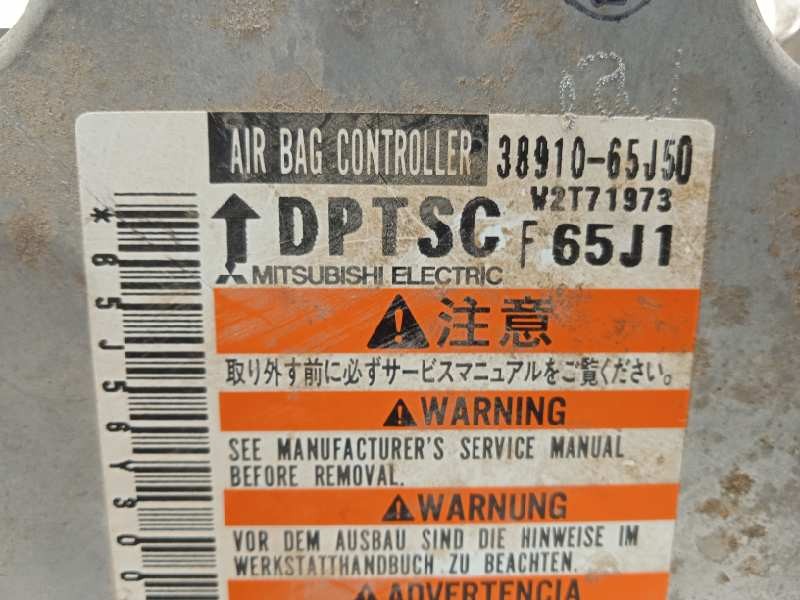 AIR BAG CONTROLLER 38910-65J50
W2T71973
DPTSC F 65J1
MITSUBISHI ELECTRIC
注意
取り外す前に必ずサービスマニュアルをご覧ください。
WARNING
SEE MANUFACTURER'S SERVICE MANUAL
BEFORE REMOVAL.
WARNUNG
VOR DEM AUSBAU SIND DIE HINWEISE IM
WERKSTATTHANDBUCH ZU BEACHTEN.
ADVERTENCIA